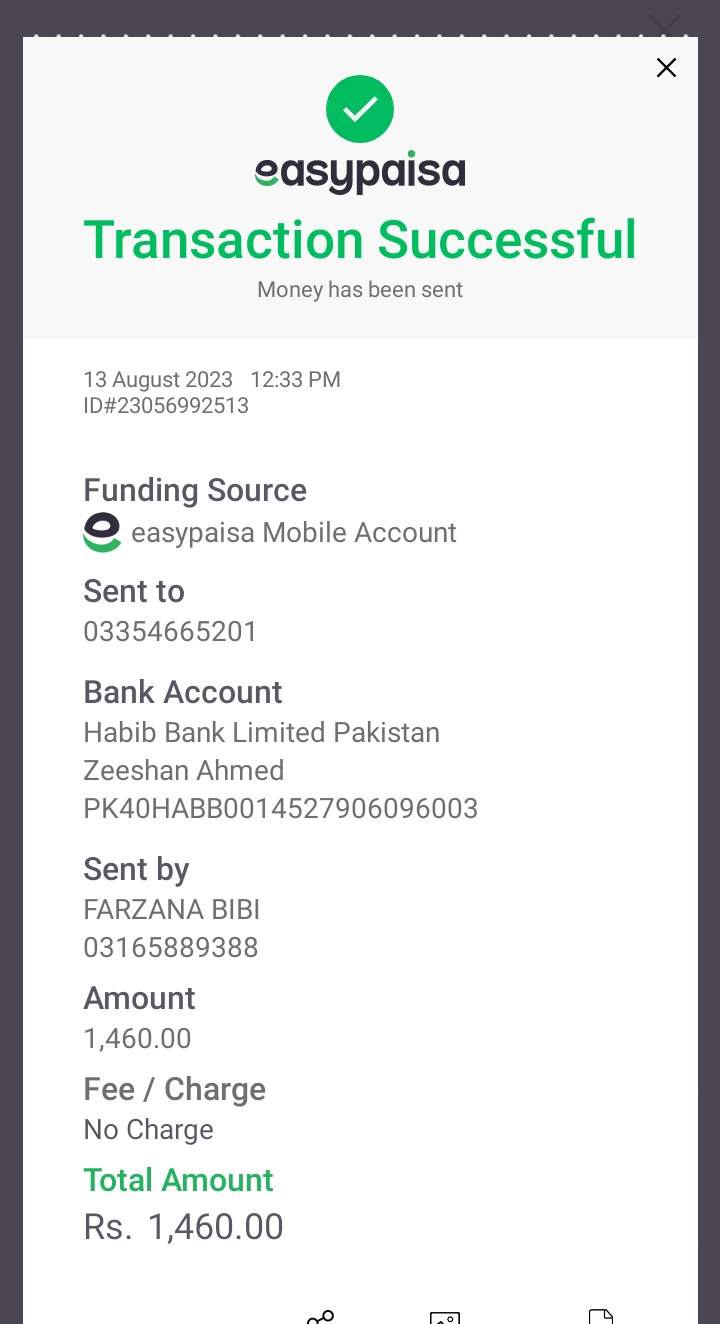 easypaisa
Transaction Successful
Money has been sent
13 August 2023 12:33 PM
ID#23056992513
Funding Source
easypaisa Mobile Account
Sent to
03354665201
Bank Account
Habib Bank Limited Pakistan
Zeeshan Ahmed
PK40HABB0014527906096003
Sent by
FARZANA BIBI
03165889388
Amount
1,460.00
Fee / Charge
No Charge
Total Amount
Rs. 1,460.00